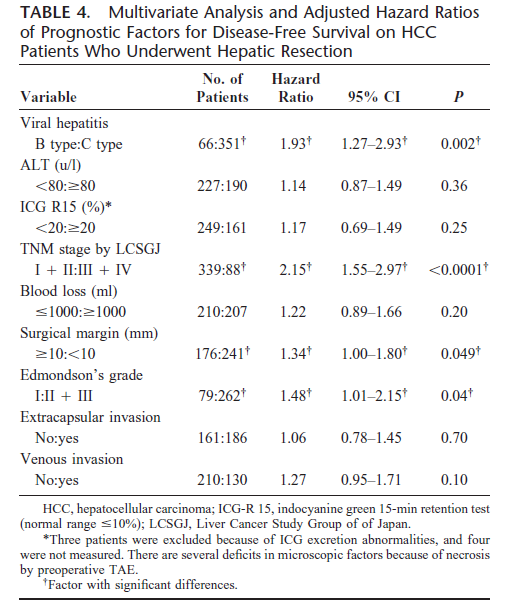 TABLE 4. Multivariate Analysis and Adjusted Hazard Ratios
of Prognostic Factors for Disease-Free Survival on HCC
Patients Who Underwent Hepatic Resection
No. of Hazard
Variable Patients Ratio 95% CI P
Viral hepatitis
B type:C type 66:351† 1.93† 1.27–2.93† 0.002†
ALT (u/l)
<80:≥80 227:190 1.14 0.87–1.49 0.36
ICG R15 (%)*
<20:≥20 249:161 1.17 0.69–1.49 0.25
TNM stage by LCSGJ
I + II:III + IV 339:88† 2.15† 1.55–2.97† <0.0001†
Blood loss (ml)
≤1000:≥1000 210:207 1.22 0.89–1.66 0.20
Surgical margin (mm)
≥10:<10 176:241† 1.34† 1.00–1.80† 0.049†
Edmondson’s grade
I:II + III 79:262† 1.48† 1.01–2.15† 0.04†
Extracapsular invasion
No:yes 161:186 1.06 0.78–1.45 0.70
Venous invasion
No:yes 210:130 1.27 0.95–1.71 0.10
HCC, hepatocellular carcinoma; ICG-R 15, indocyanine green 15-min retention test
(normal range ≤10%); LCSGJ, Liver Cancer Study Group of of Japan.
*Three patients were excluded because of ICG excretion abnormalities, and four
were not measured. There are several deficits in microscopic factors because of necrosis
by preoperative TAE.
†Factor with significant differences.